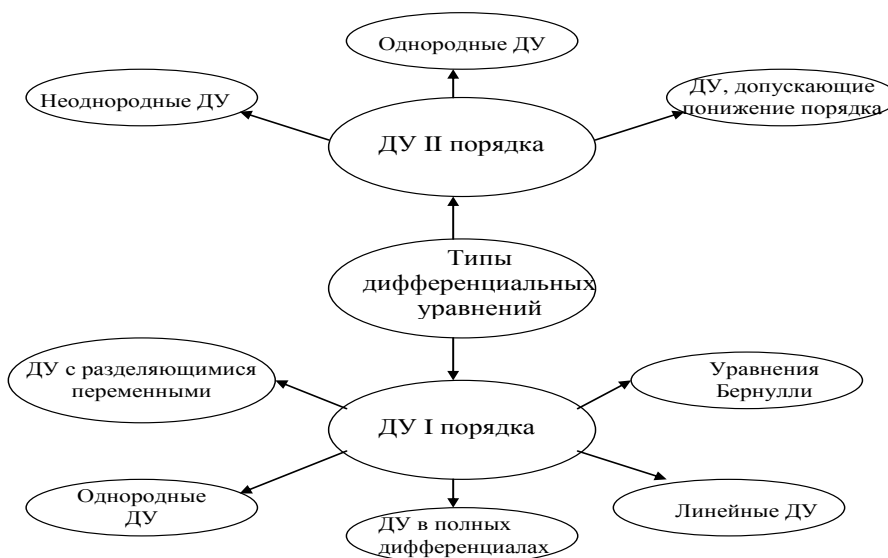 Однородные ДУ
Неоднородные ДУ
ДУ, допускающие
понижение порядка
ДУ II порядка
Типы
дифференциальных
уравнений
ДУ с разделяющимися
переменными
Уравнения
Бернулли
ДУ I порядка
Однородные
ДУ
ДУ в полных
дифференциалах
Линейные ДУ